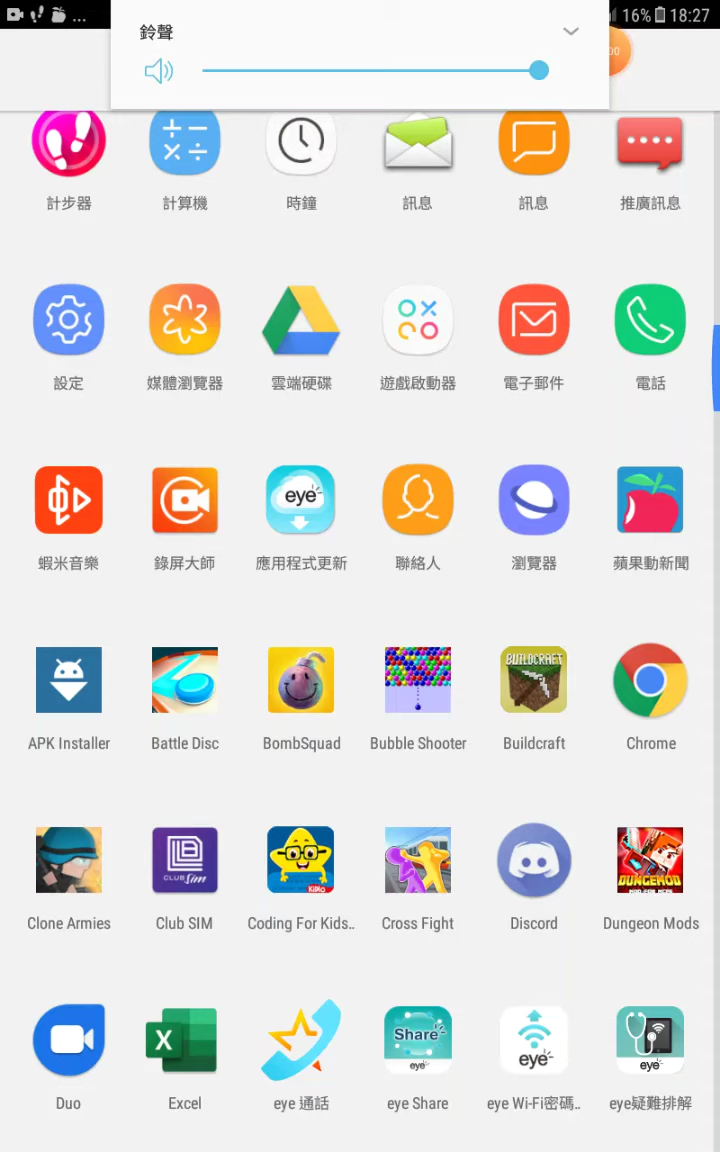 ... 16% 18:27
鈴聲
00
計步器 計算機 時鐘 訊息 訊息 推廣訊息
設定 媒體瀏覽器 雲端硬碟 遊戲啟動器 電子郵件 電話
eye
蝦米音樂 錄屏大師 應用程式更新 聯絡人 瀏覽器 蘋果動新聞
BUILDCRAFT
APK Installer Battle Disc BombSquad Bubble Shooter Buildcraft Chrome
CLUB Sim KIDLO DUNGEMOD
Clone Armies Club SIM Coding For Kids.. Cross Fight Discord Dungeon Mods
X Share eye eye eye
Duo Excel eye 通話 eye Share eye Wi-Fi密碼.. eye疑難排解